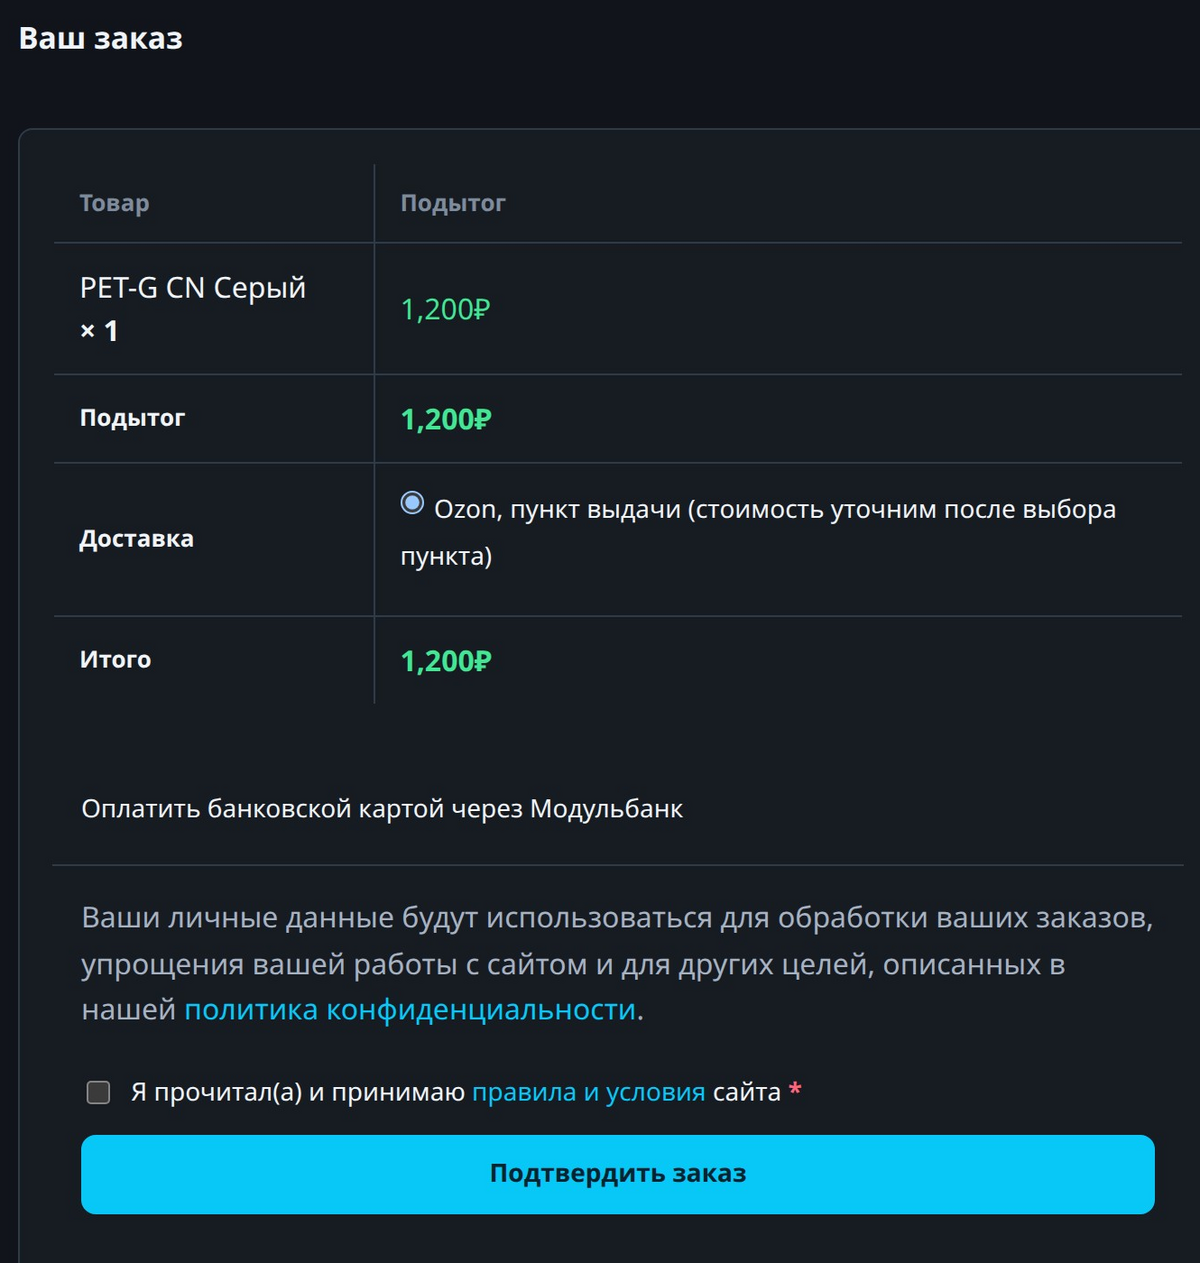 Ваш заказ
Товар
Подытог
PET-G CN Серый
× 1
1,200₽
Подытог
1,200₽
Доставка
Ozon, пункт выдачи (стоимость уточним после выбора
пункта)
Итого
1,200₽
Оплатить банковской картой через Модульбанк
Ваши личные данные будут использоваться для обработки ваших заказов,
упрощения вашей работы с сайтом и для других целей, описанных в
нашей политика конфиденциальности.
Я прочитал(а) и принимаю правила и условия сайта *
Подтвердить заказ